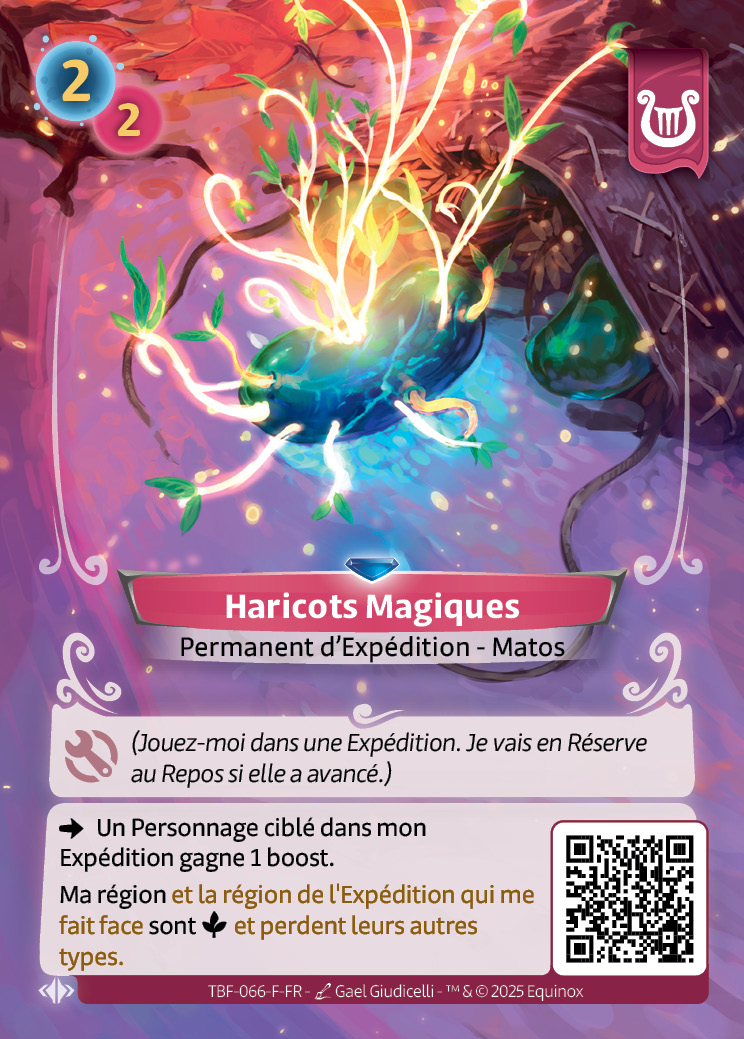 2
2
Haricots Magiques
Permanent d’Expédition - Matos
(Jouez-moi dans une Expédition. Je vais en Réserve
au Repos si elle a avancé.)
Un Personnage ciblé dans mon
Expédition gagne 1 boost.
Ma région et la région de l'Expédition qui me
fait face sont et perdent leurs autres
types.
TBF-066-F-FR - Gael Giudicelli - ™ & © 2025 Equinox